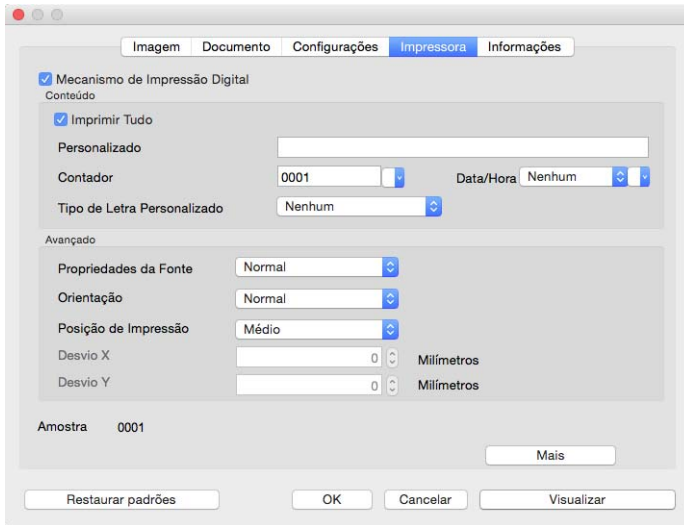 Imagem Documento Configurações Impressora Informações
Mecanismo de Impressão Digital
Conteúdo
Imprimir Tudo
Personalizado
Contador 0001 Data/Hora Nenhum
Tipo de Letra Personalizado Nenhum
Avançado
Propriedades da Fonte Normal
Orientação Normal
Posição de Impressão Médio
Desvio X 0 Milímetros
Desvio Y 0 Milímetros
Amostra 0001
Mais
Restaurar padrões OK Cancelar Visualizar